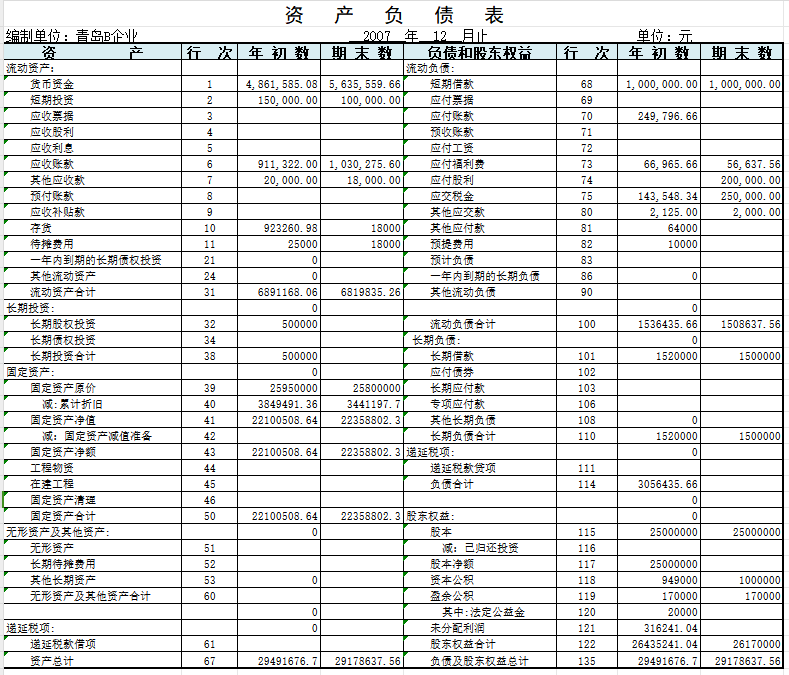 资 产 负 债 表
编制单位：青岛B企业 2007 年 12 月止 单位：元
资 产 行 次 年 初 数 期 末 数 负债和股东权益 行 次 年 初 数 期 末 数
流动资产: 流动负债:
货币资金 1 4,861,585.08 5,635,559.66 短期借款 68 1,000,000.00 1,000,000.00
短期投资 2 150,000.00 100,000.00 应付票据 69
应收票据 3 应付账款 70 249,796.66
应收股利 4 预收账款 71
应收利息 5 应付工资 72
应收账款 6 911,322.00 1,030,275.60 应付福利费 73 66,965.66 56,637.56
其他应收款 7 20,000.00 18,000.00 应付股利 74 200,000.00
预付账款 8 应交税金 75 143,548.34 250,000.00
应收补贴款 9 其他应交款 80 2,125.00 2,000.00
存货 10 923260.98 18000 其他应付款 81 64000
待摊费用 11 25000 18000 预提费用 82 10000
一年内到期的长期债权投资 21 0 预计负债 83
其他流动资产 24 0 一年内到期的长期负债 86 0
流动资产合计 31 6891168.06 6819835.26 其他流动负债 90
长期投资: 0 0
长期股权投资 32 500000 流动负债合计 100 1536435.66 1508637.56
长期债权投资 34 长期负债: 0
长期投资合计 38 500000 长期借款 101 1520000 1500000
固定资产: 0 应付债券 102
固定资产原价 39 25950000 25800000 长期应付款 103
减:累计折旧 40 3849491.36 3441197.7 专项应付款 106
固定资产净值 41 22100508.64 22358802.3 其他长期负债 108 0
减: 固定资产减值准备 42 长期负债合计 110 1520000 1500000
固定资产净额 43 22100508.64 22358802.3 递延税项: 0
工程物资 44 递延税款贷项 111
在建工程 45 负债合计 114 3056435.66
固定资产清理 46 0
固定资产合计 50 22100508.64 22358802.3 股东权益: 0
无形资产及其他资产: 0 股本 115 25000000 25000000
无形资产 51 减: 已归还投资 116
长期待摊费用 52 股本净额 117 25000000
其他长期资产 53 0 资本公积 118 949000 1000000
无形资产及其他资产合计 60 盈余公积 119 170000 170000
0 其中:法定公益金 120 20000
递延税项: 0 未分配利润 121 316241.04
递延税款借项 61 股东权益合计 122 26435241.04 26170000
资产总计 67 29491676.7 29178637.56 负债及股东权益总计 135 29491676.7 29178637.56